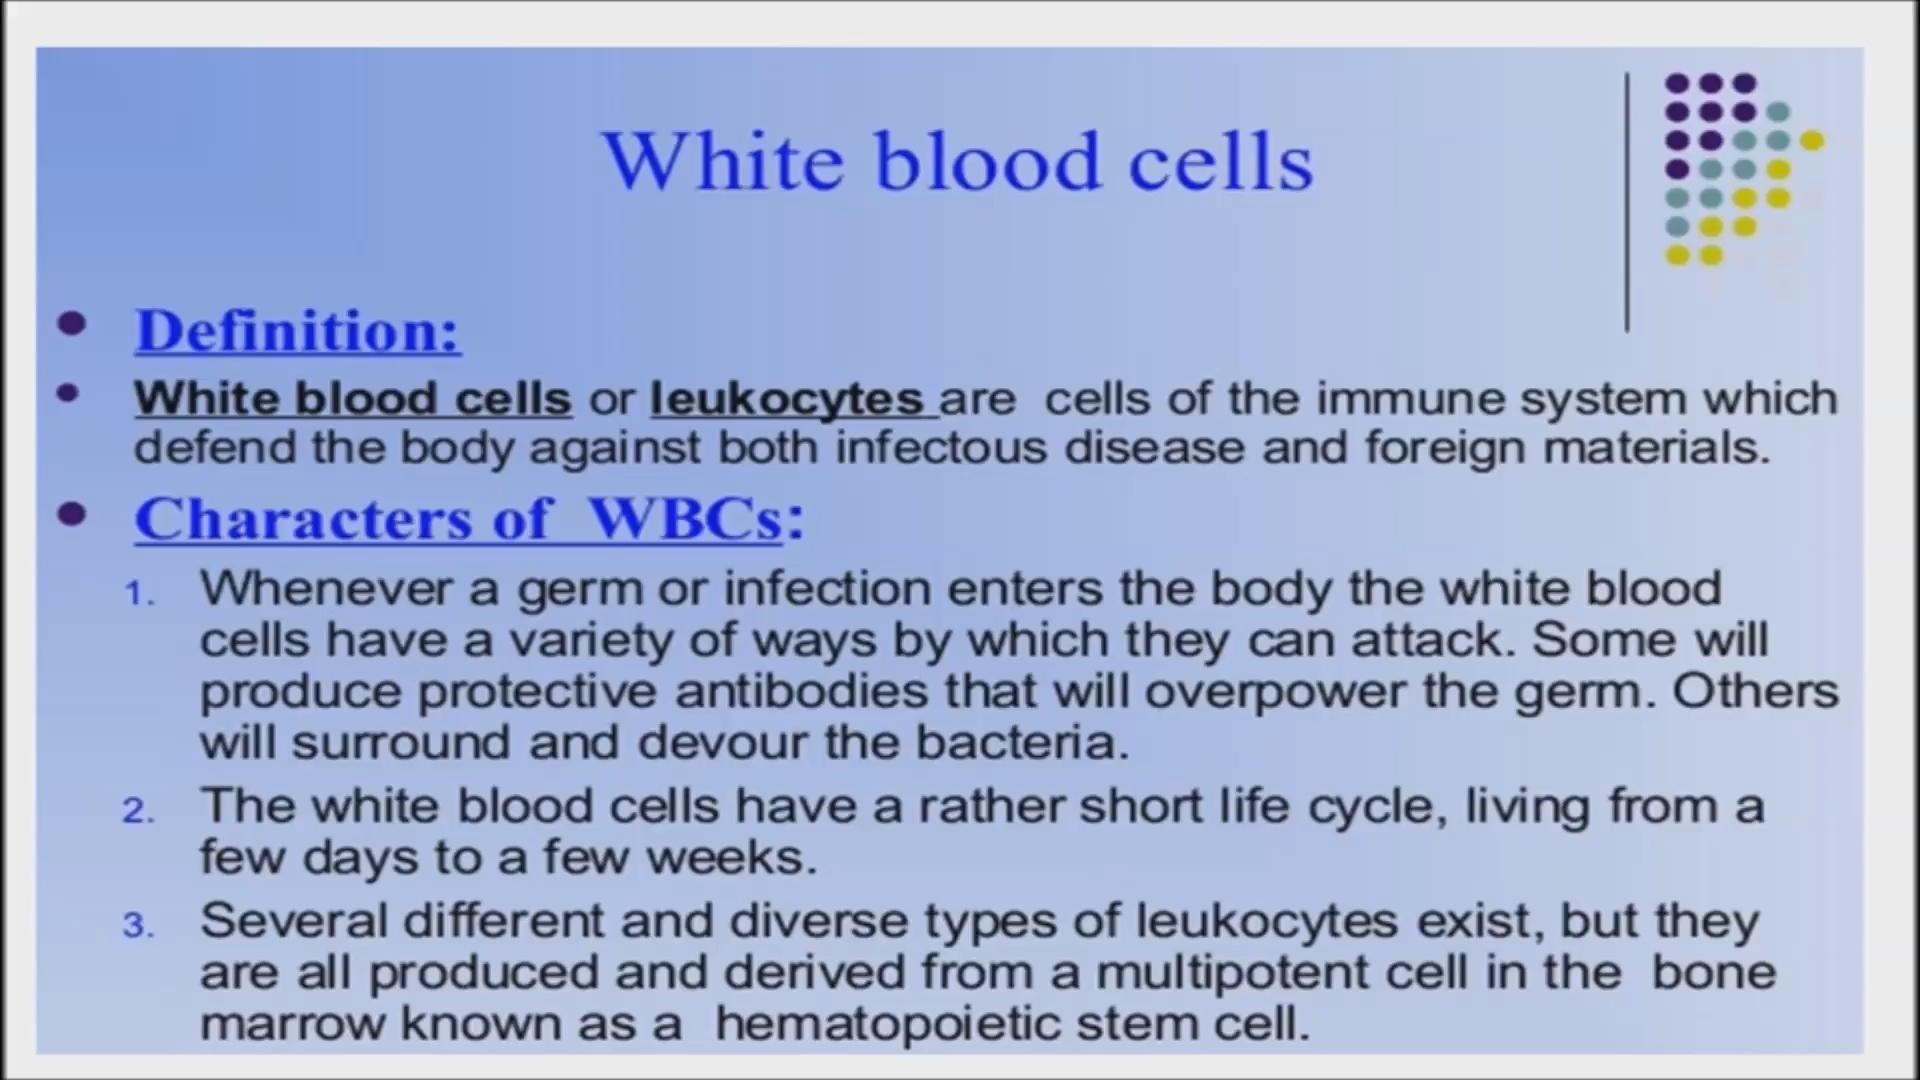 White blood cells
Definition:
White blood cells or leukocytes are cells of the immune system which
defend the body against both infectous disease and foreign materials.
Characters of WBCs:
1. Whenever a germ or infection enters the body the white blood
cells have a variety of ways by which they can attack. Some will
produce protective antibodies that will overpower the germ. Others
will surround and devour the bacteria.
2. The white blood cells have a rather short life cycle, living from a
few days to a few weeks.
3. Several different and diverse types of leukocytes exist, but they
are all produced and derived from a multipotent cell in the bone
marrow known as a hematopoietic stem cell.